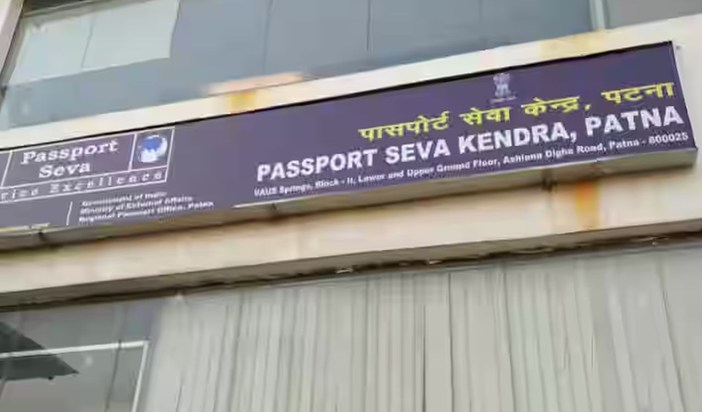 Passport
Seva
Excellence
Government of India
Ministry of External Affairs
Regional Passport Office, Patna
पासपोर्ट सेवा केन्द्र, पटना
PASSPORT SEVA KENDRA, PATNA
VAUS Springs, Block - II, Lower and Upper Ground Floor, Ashiana Digha Road, Patna - 800025